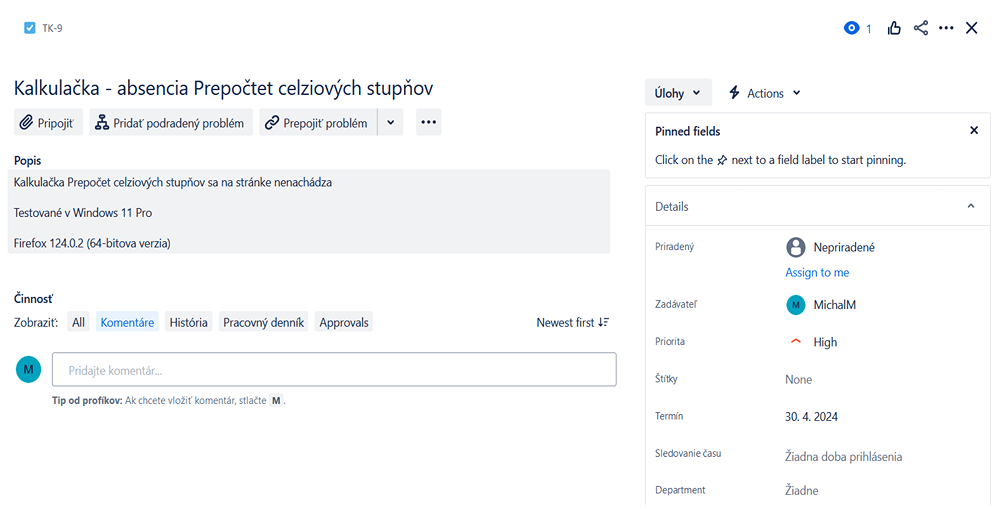 TK-9
1
Kalkulačka - absencia Prepočtet celziových stupňov
Pripojiť
Pridať podradený problém
Prepojiť problém
Popis
Kalkulačka Prepočet celziových stupňov sa na stránke nenachádza
Testované v Windows 11 Pro
Firefox 124.0.2 (64-bitova verzia)
Činnosť
Zobraziť: All Komentáre História Pracovný denník Approvals Newest first
M Pridajte komentár...
Tip od profíkov: Ak chcete vložiť komentár, stlačte M .
Úlohy Actions
Pinned fields
Click on the next to a field label to start pinning.
Details
Priradený Nepriradené
Assign to me
Zadávateľ M MichalM
Priorita High
Štítky None
Termín 30. 4. 2024
Sledovanie času Žiadna doba prihlásenia
Department Žiadne